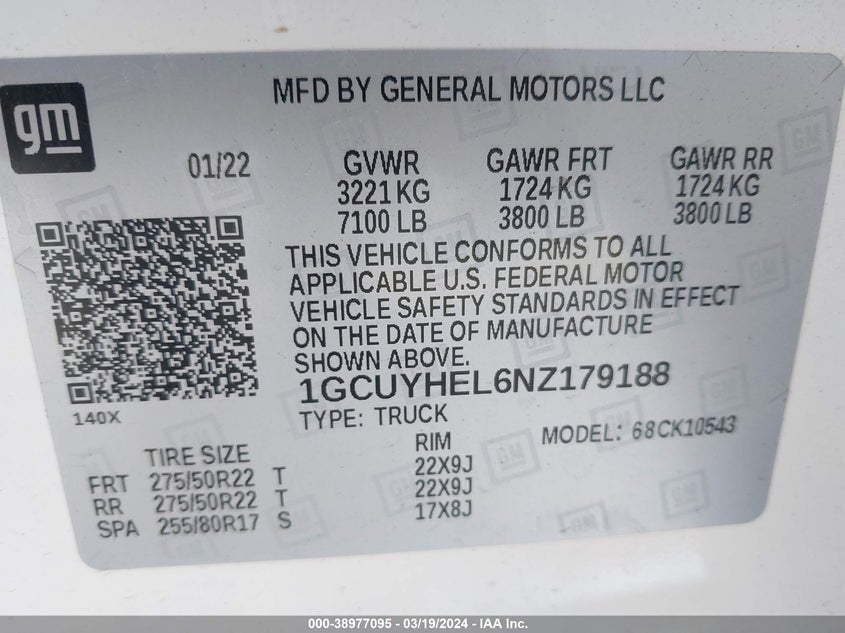 MFD BY GENERAL MOTORS LLC
gm
01/22 GVWR GAWR FRT GAWR RR
3221 KG 1724 KG 1724 KG
7100 LB 3800 LB 3800 LB
THIS VEHICLE CONFORMS TO ALL
APPLICABLE U.S. FEDERAL MOTOR
VEHICLE SAFETY STANDARDS IN EFFECT
ON THE DATE OF MANUFACTURE
SHOWN ABOVE.
1GCUYHEL6NZ179188
140X
TYPE: TRUCK
MODEL: 68CK10543
TIRE SIZE RIM
FRT 275/50R22 T 22X9J
RR 275/50R22 T 22X9J
SPA 255/80R17 S 17X8J
000-38977095 - 03/19/2024 - IAA Inc.